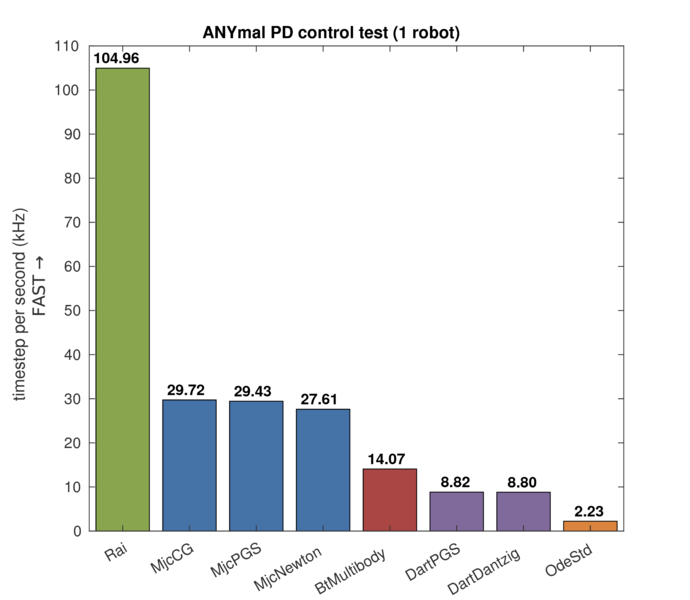 ANYmal PD control test (1 robot)
110
100
90
80
70
60
50
40
30
20
10
0
timestep per second (kHz)
FAST →
104.96
29.72
29.43
27.61
14.07
8.82
8.80
2.23
Rai
MjcCG
MjcPGS
MjcNewton
BtMultibody
DartPGS
DartDantzig
OdeStd